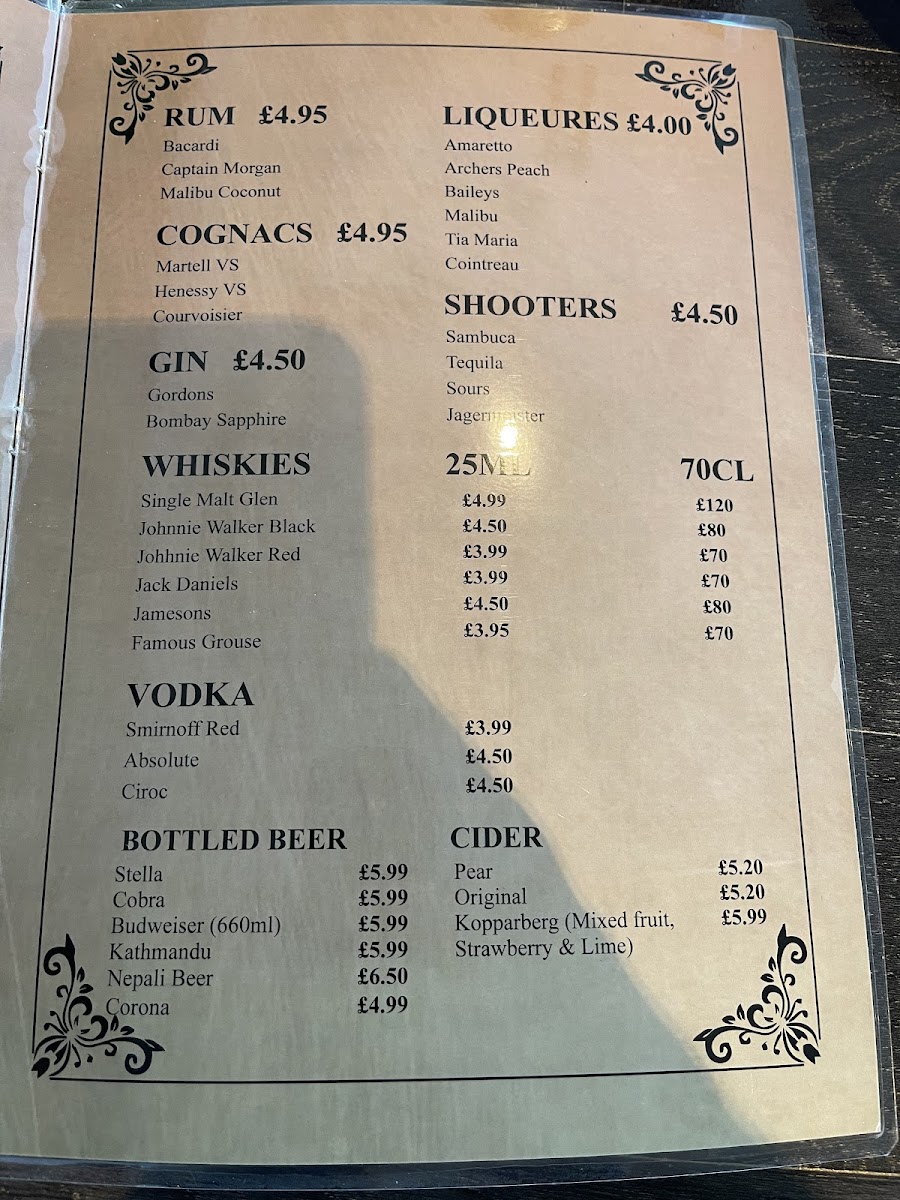 RUM £4.95
Bacardi
Captain Morgan
Malibu Coconut
COGNACS £4.95
Martell VS
Henessy VS
Courvoisier
GIN £4.50
Gordons
Bombay Sapphire
LIQUEURES £4.00
Amaretto
Archers Peach
Baileys
Malibu
Tia Maria
Cointreau
SHOOTERS £4.50
Sambuca
Tequila
Sours
Jagermeister
WHISKIES 25ML 70CL
Single Malt Glen £4.99 £120
Johnnie Walker Black £4.50 £80
Johhnie Walker Red £3.99 £70
Jack Daniels £3.99 £70
Jamesons £4.50 £80
Famous Grouse £3.95 £70
VODKA
Smirnoff Red £3.99
Absolute £4.50
Ciroc £4.50
BOTTLED BEER
Stella £5.99
Cobra £5.99
Budweiser (660ml) £5.99
Kathmandu £5.99
Nepali Beer £6.50
Corona £4.99
CIDER
Pear £5.20
Original £5.20
Kopparberg (Mixed fruit, £5.99
Strawberry & Lime)